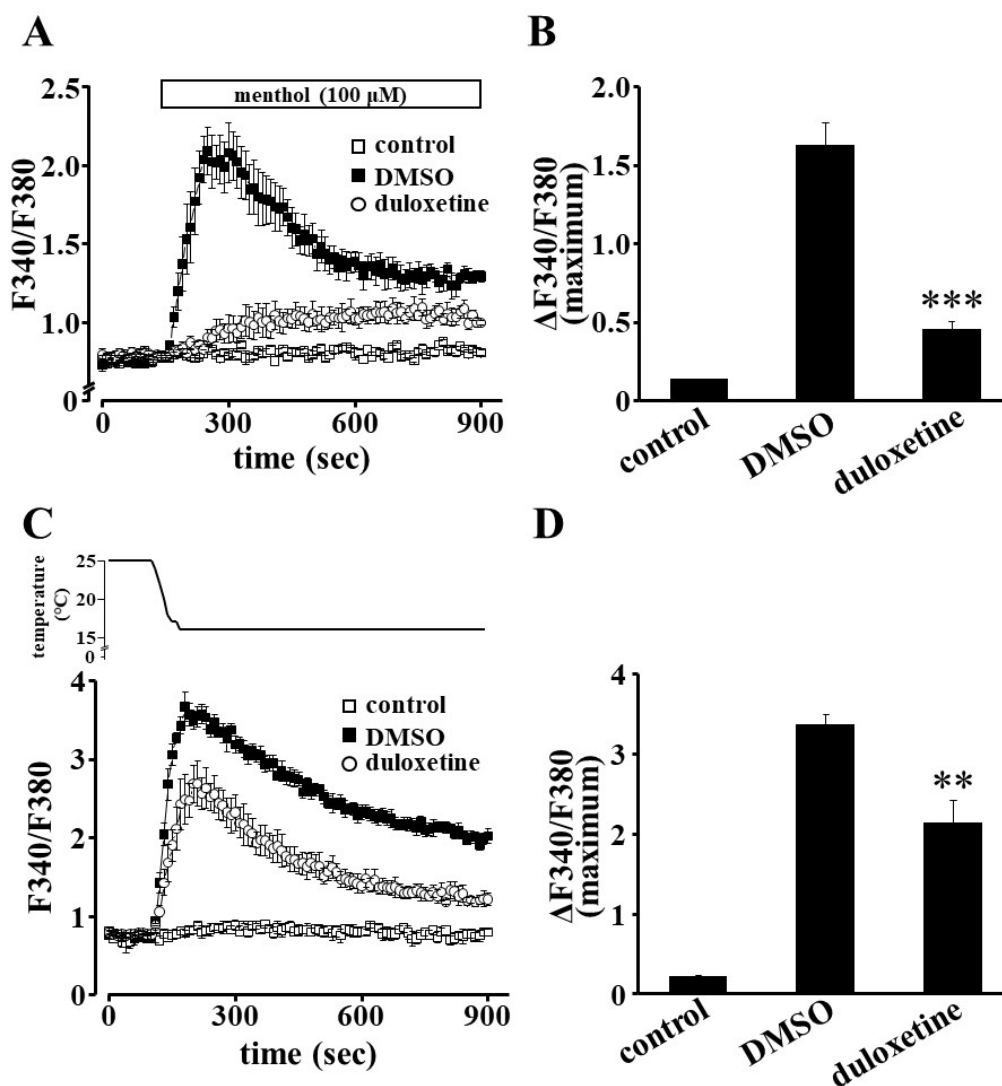 A
F340/F380
2.5
2.0
1.5
1.0
0
menthol (100 µM)
control
DMSO
duloxetine
0
300
600
900
time (sec)
B
ΔF340/F380
(maximum)
2.0
1.5
1.0
0.5
0
***
control
DMSO
duloxetine
C
temperature
(°C)
25
20
15
0
F340/F380
4
3
2
1
0
control
DMSO
duloxetine
0
300
600
900
time (sec)
D
ΔF340/F380
(maximum)
4
3
2
1
0
**
control
DMSO
duloxetine